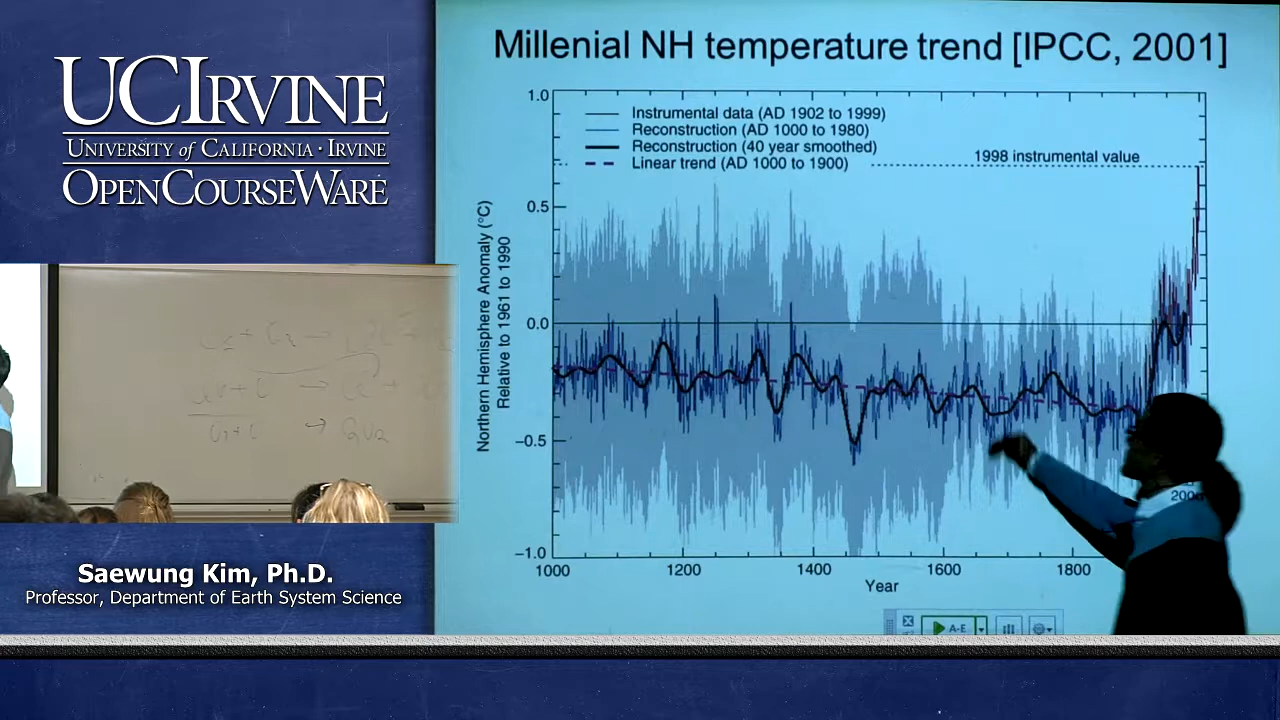 UCIRVINE
UNIVERSITY of CALIFORNIA · IRVINE
OPENCOURSEWARE
Saewung Kim, Ph.D.
Professor, Department of Earth System Science
Millenial NH temperature trend [IPCC, 2001]
Instrumental data (AD 1902 to 1999)
Reconstruction (AD 1000 to 1980)
Reconstruction (40 year smoothed)
Linear trend (AD 1000 to 1900)
1998 instrumental value
Northern Hemisphere Anomaly (°C)
Relative to 1961 to 1990
1.0
0.5
0.0
−0.5
−1.0
1000
1200
1400
1600
1800
Year
A-E